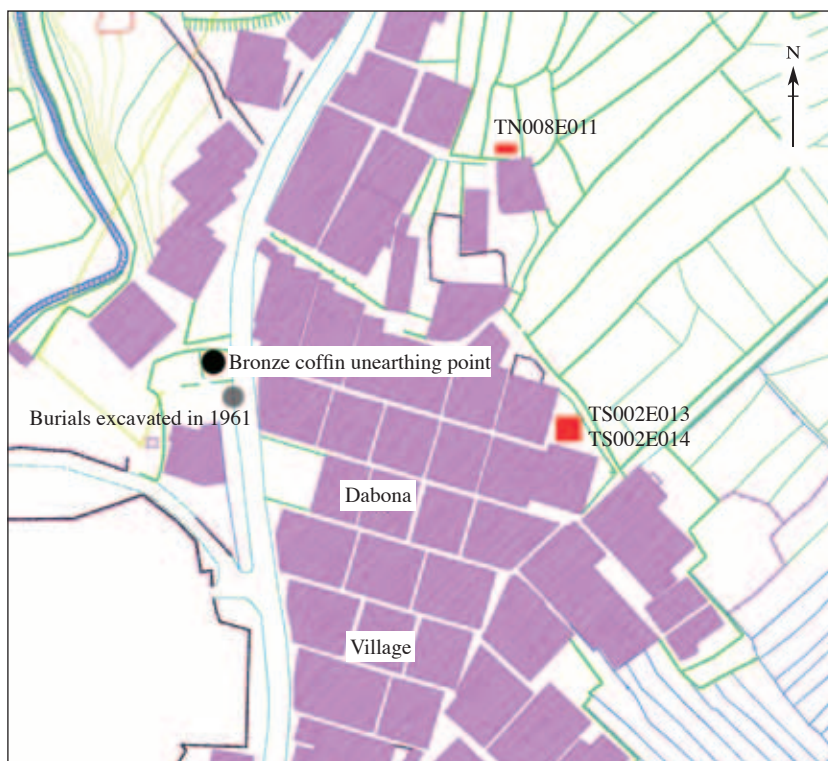 N
TN008E011
Bronze coffin unearthing point
Burials excavated in 1961
TS002E013
TS002E014
Dabona
Village